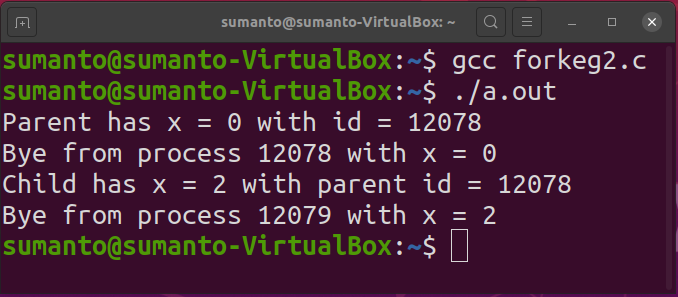 sumanto@sumanto-VirtualBox: ~
sumanto@sumanto-VirtualBox:~$ gcc forkeg2.c
sumanto@sumanto-VirtualBox:~$ ./a.out
Parent has x = 0 with id = 12078
Bye from process 12078 with x = 0
Child has x = 2 with parent id = 12078
Bye from process 12079 with x = 2
sumanto@sumanto-VirtualBox:~$